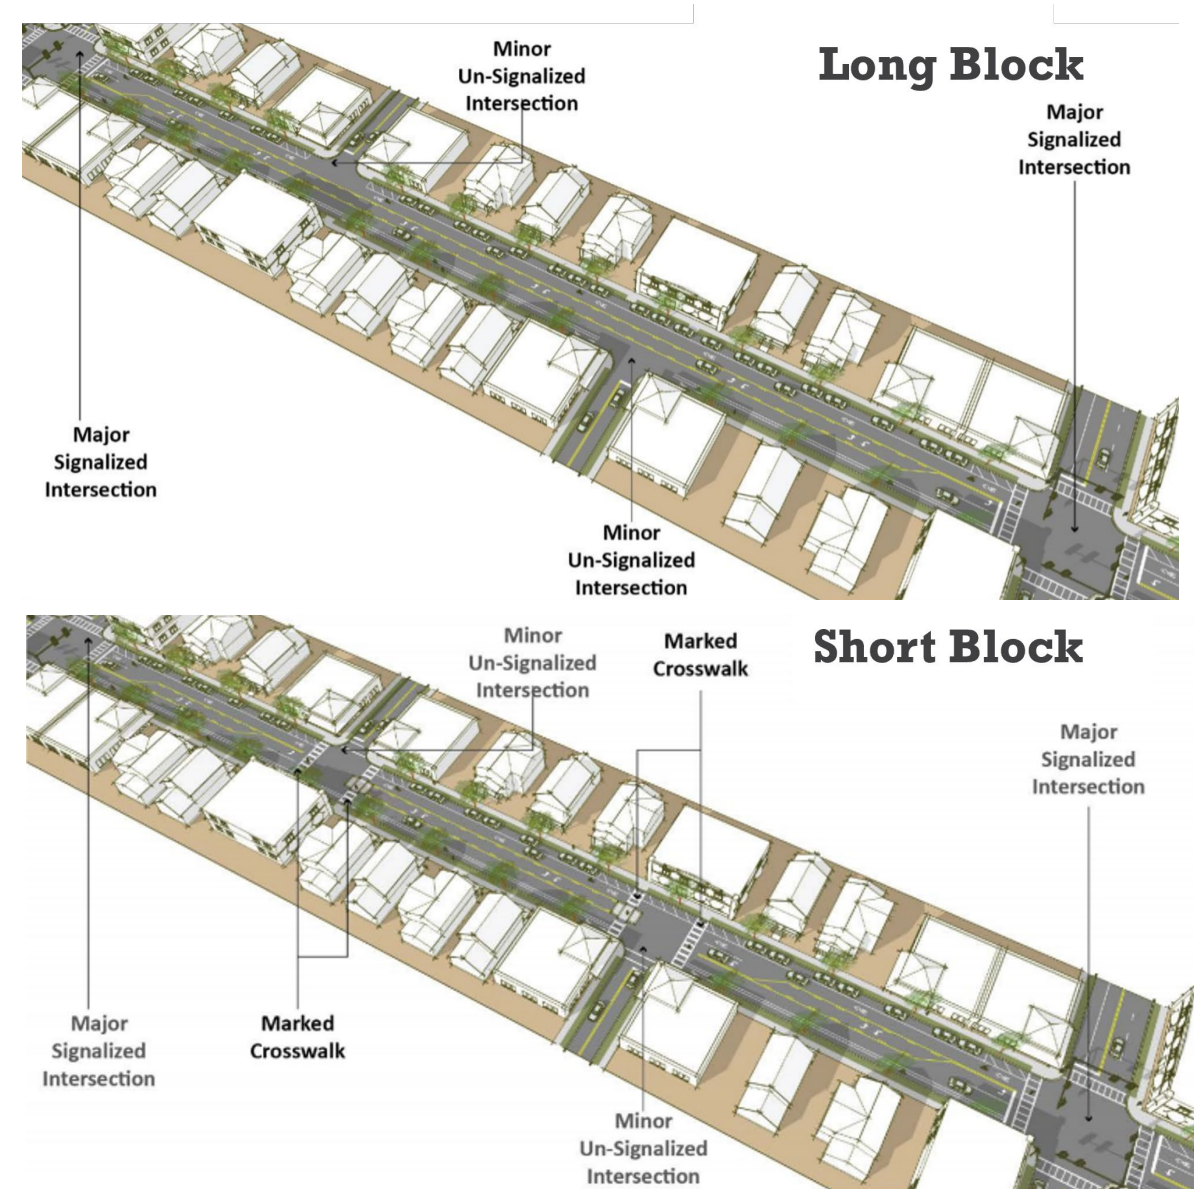 Long Block
Minor
Un-Signalized
Intersection
Major
Signalized
Intersection
Major
Signalized
Intersection
Minor
Un-Signalized
Intersection
Short Block
Minor
Un-Signalized
Intersection
Marked
Crosswalk
Major
Signalized
Intersection
Major
Signalized
Intersection
Marked
Crosswalk
Minor
Un-Signalized
Intersection